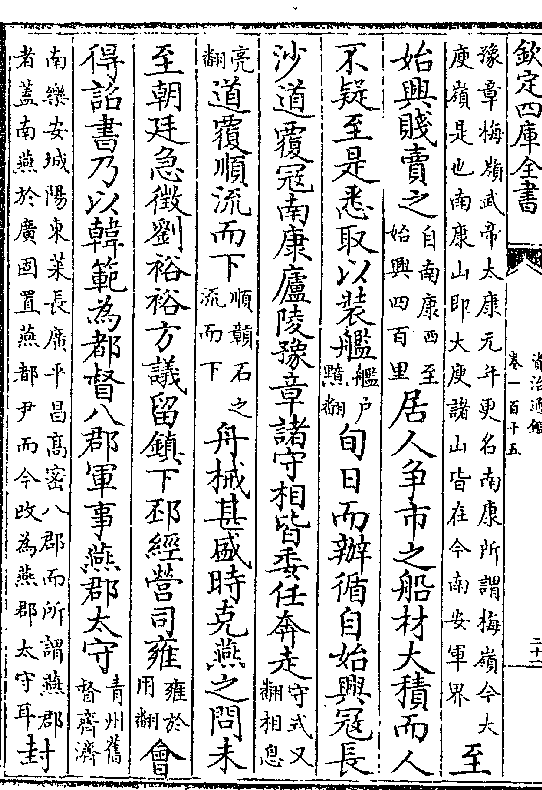 欽定四庫全書
資治通鑑
卷一百十五
二十二
豫章梅嶺武帝太康元年更名南康所謂梅嶺今大
庾嶺是也南康山即大庾諸山皆在今南安軍界
至
始興賤賣之
自南康西至
始興四百里
居人爭市之船材大積而人
不疑至是悉取以裝艦
艦户
黯翻
旬日而辦循自始興冦長
沙道覆冦南康廬陵豫章諸守相皆委任奔走
守式又
翻相息
亮
翻
道覆順流而下
順贛石之
流而下
舟械甚盛時克燕之問未
至朝廷急徵劉裕裕方議留鎮下邳經營司雍
雍於
用翻
會
得詔書乃以韓範為都督八郡軍事燕郡太守
青州舊
督齊濟
南樂安城陽東萊長廣平昌高密八郡而所謂燕郡
者蓋南燕於廣固置燕都尹而今改為燕郡太守耳
封